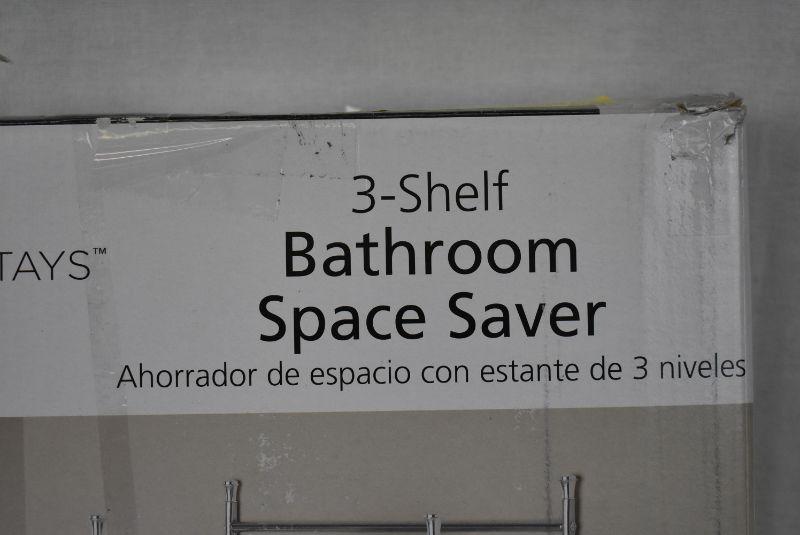 TAYS™
3-Shelf
Bathroom
Space Saver
Ahorrador de espacio con estante de 3 niveles